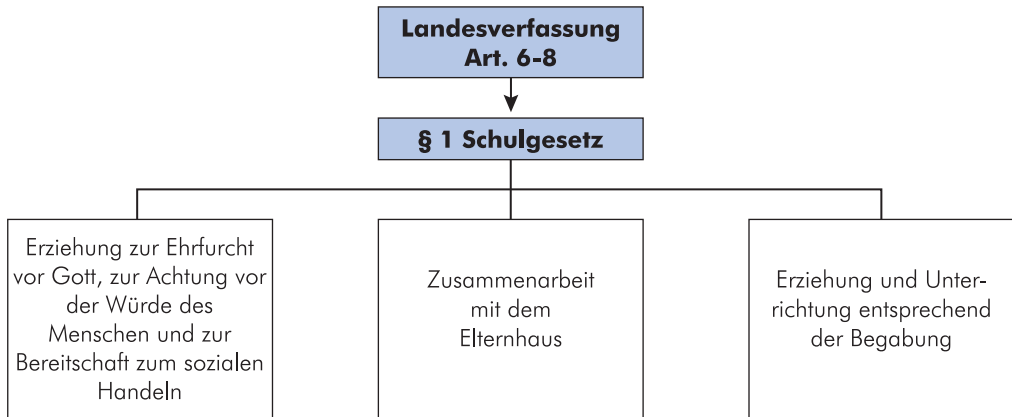 Landesverfassung
Art. 6-8
§ 1 Schulgesetz
Erziehung zur Ehrfurcht
vor Gott, zur Achtung vor
der Würde des
Menschen und zur
Bereitschaft zum sozialen
Handeln
Zusammenarbeit
mit dem
Elternhaus
Erziehung und Unter-
richtung entsprechend
der Begabung